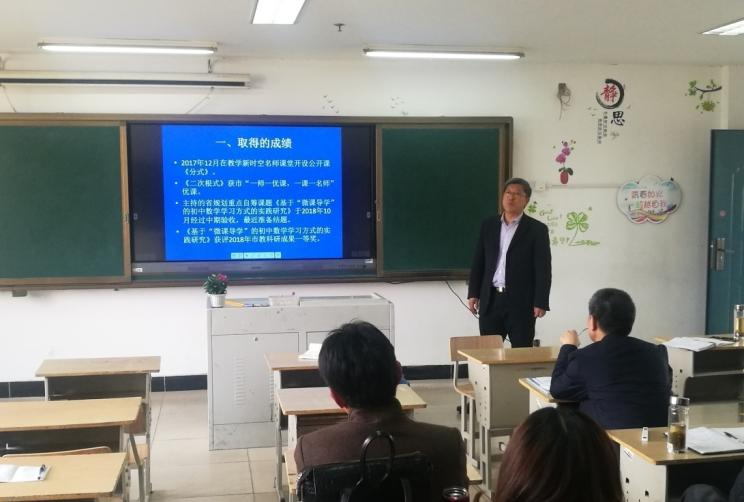 一、取得的成绩
• 2017年12月在教学新时空名师课堂开设公开课
《分式》。
• 《二次根式》获市“一师一优课，一课一名师”
优课。
• 主持的省规划重点自筹课题《基于“微课导学”
的初中数学学习方式的实践研究》于2018年10
月经过中期验收，最近准备结题。
• 《基于“微课导学”的初中数学学习方式的实
践研究》获评2018年市教科研成果一等奖。
静
思